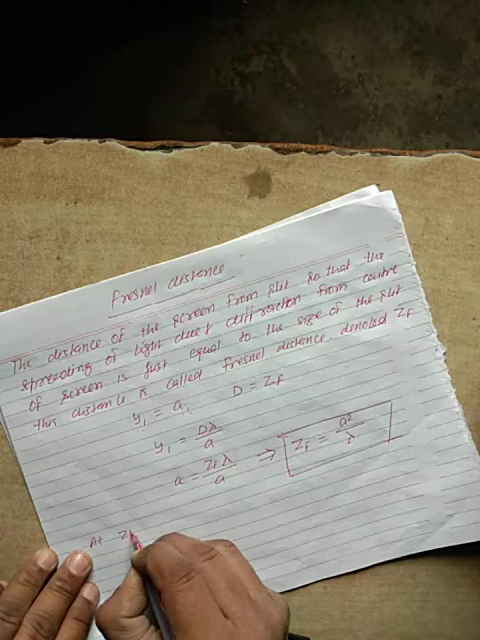 Fresnel distance
The distance of the screen from slit so that the
spreading of light due t diffraction from centre
of screen is just equal to the size of the slit
this distance is called fresnel distance denoted Zf
y₁ = a, D = Zf
y₁ = Dλ/a
a = Zfλ/a ⇒ Zf = a²/λ
At Zf